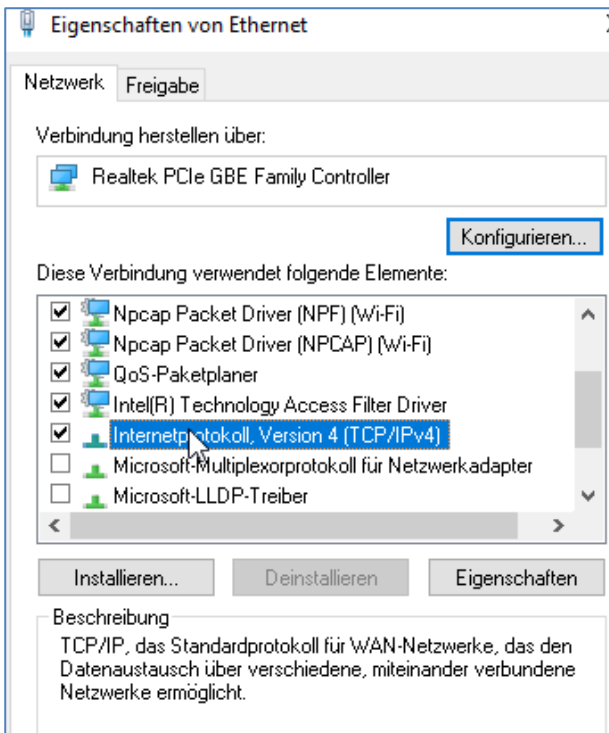 Eigenschaften von Ethernet
Netzwerk
Freigabe
Verbindung herstellen über:
Realtek PCIe GBE Family Controller
Konfigurieren...
Diese Verbindung verwendet folgende Elemente:
Npcap Packet Driver (NPF) (Wi-Fi)
Npcap Packet Driver (NPCAP) (Wi-Fi)
QoS-Paketplaner
Intel(R) Technology Access Filter Driver
Internetprotokoll, Version 4 (TCP/IPv4)
Microsoft-Multiplexorprotokoll für Netzwerkadapter
Microsoft-LLDP-Treiber
Installieren...
Deinstallieren
Eigenschaften
Beschreibung
TCP/IP, das Standardprotokoll für WAN-Netzwerke, das den
Datenaustausch über verschiedene, miteinander verbundene
Netzwerke ermöglicht.